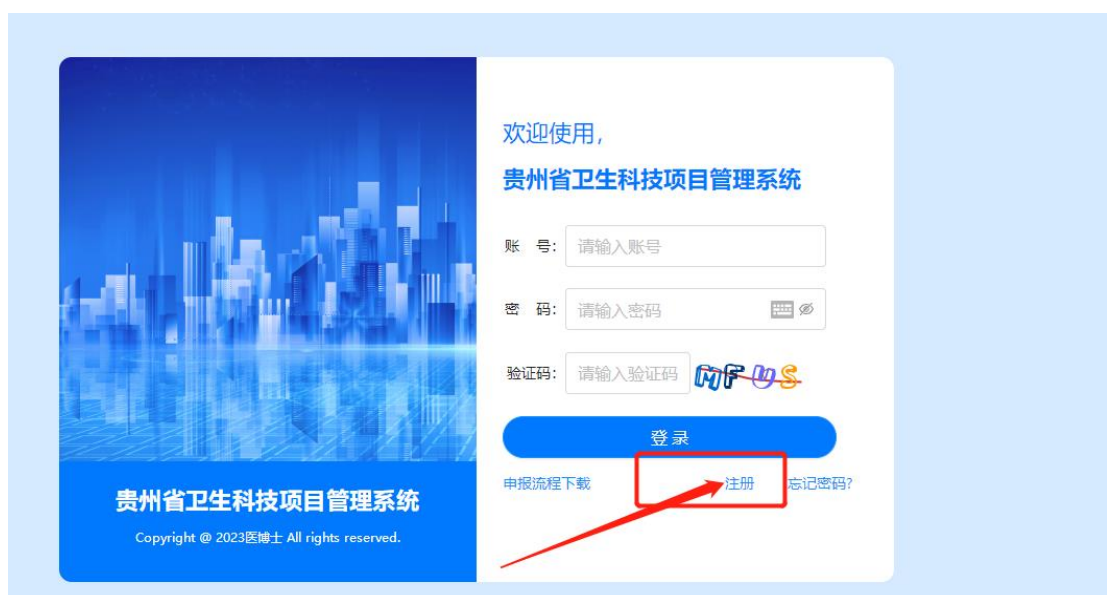 欢迎使用,
贵州省卫生科技项目管理系统
账 号: 请输入账号
密 码: 请输入密码
验证码: 请输入验证码 MFUS
登录
申报流程下载 注册 忘记密码?
贵州省卫生科技项目管理系统
Copyright @ 2023医博士 All rights reserved.